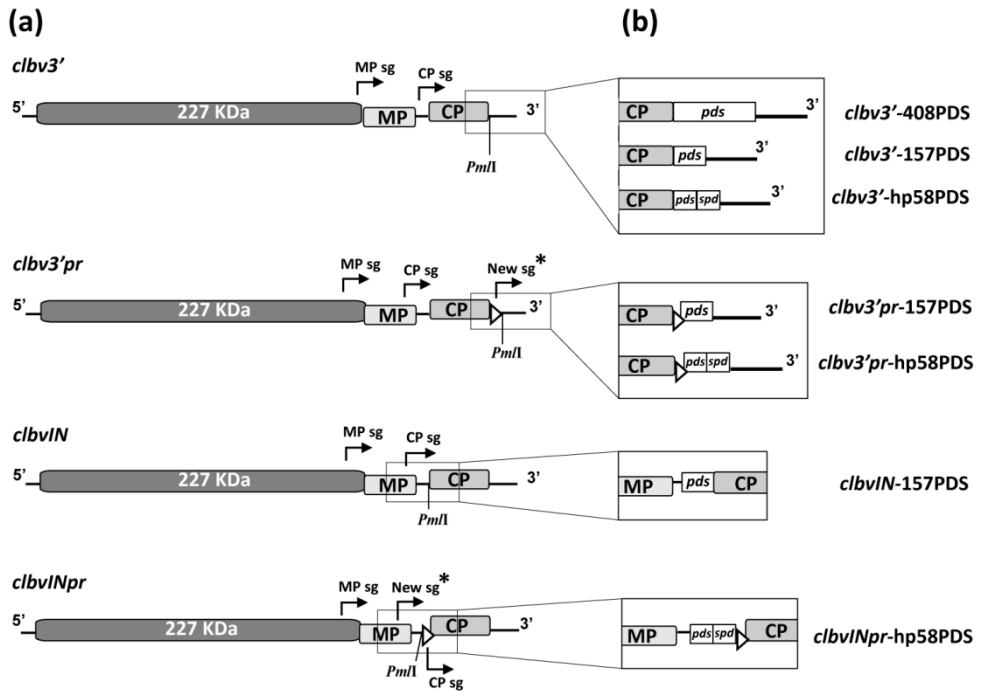 (a)
(b)
clbv3'
MP sg
CP sg
5'
227 KDa
MP
CP
3'
PmlI
CP
pds
3'
clbv3'-408PDS
CP
pds
3'
clbv3'-157PDS
CP
pds
spd
3'
clbv3'-hp58PDS
clbv3'pr
MP sg
CP sg
New sg*
5'
227 KDa
MP
CP
3'
PmlI
CP
pds
3'
clbv3'pr-157PDS
CP
pds
spd
3'
clbv3'pr-hp58PDS
clbvIN
MP sg
CP sg
5'
227 KDa
MP
CP
3'
PmlI
MP
pds
CP
clbvIN-157PDS
clbvINpr
MP sg
New sg*
5'
227 KDa
MP
CP
3'
PmlI
CP sg
MP
pds
spd
CP
clbvINpr-hp58PDS